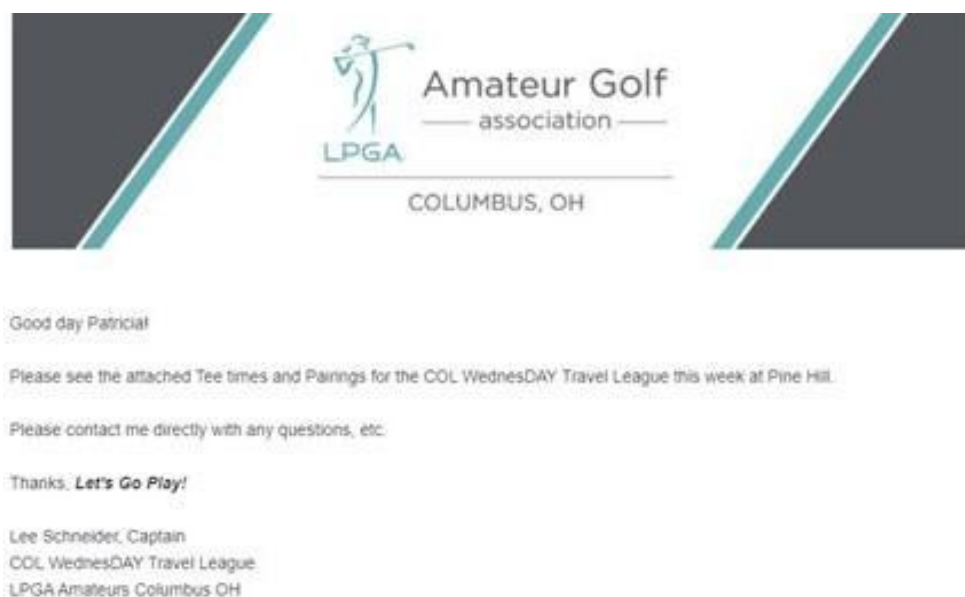 Amateur Golf
association
LPGA
COLUMBUS, OH
Good day Patricia!
Please see the attached Tee times and Pairings for the COL WednesDAY Travel League this week at Pine Hill.
Please contact me directly with any questions, etc.
Thanks, Let's Go Play!
Lee Schneider, Captain
COL WednesDAY Travel League
LPGA Amateurs Columbus OH